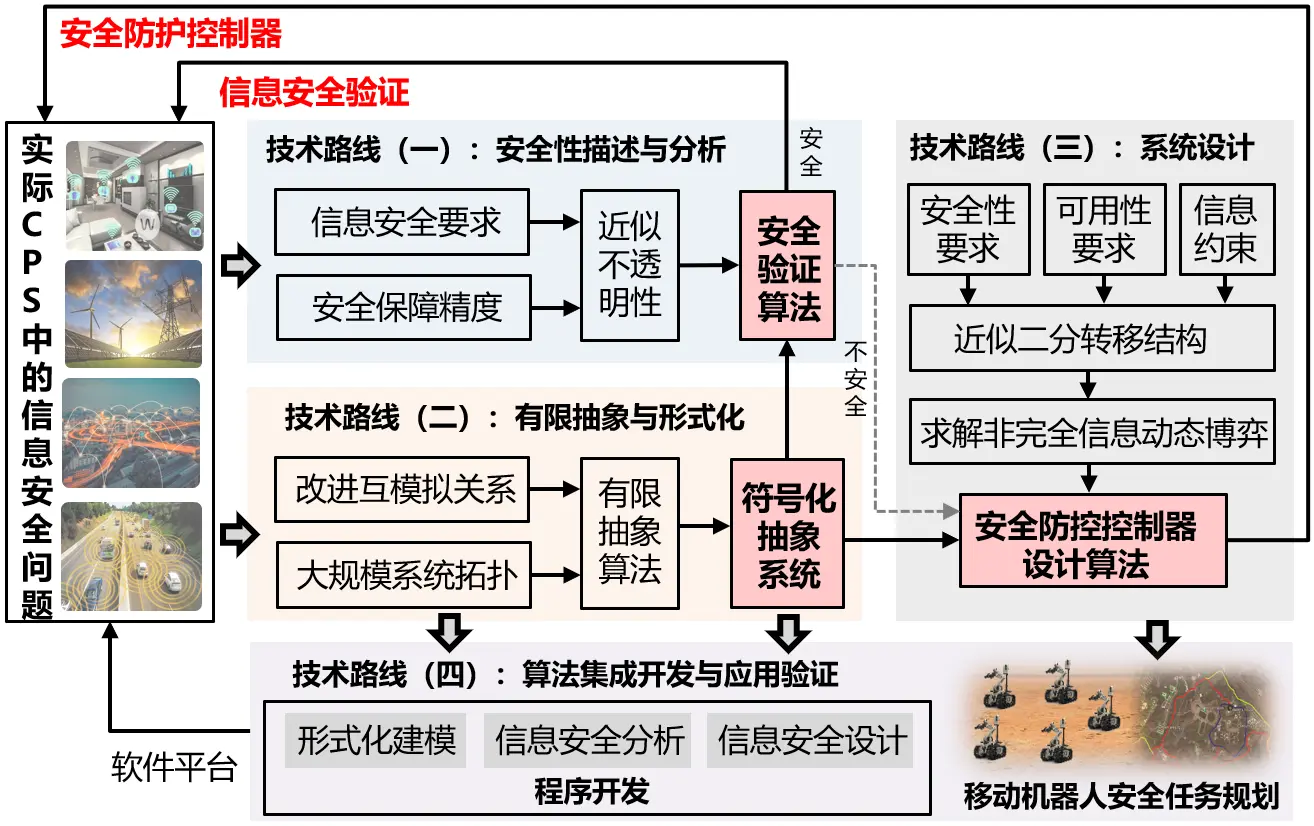 安全防护控制器
信息安全验证
实际CPS中的信息安全问题
技术路线（一）：安全性描述与分析
信息安全要求
安全保障精度
近似
不透
明性
安全
验证
算法
安全
不安全
技术路线（二）：有限抽象与形式化
改进互模拟关系
大规模系统拓扑
有限
抽象
算法
符号化
抽象
系统
技术路线（三）：系统设计
安全性
要求
可用性
要求
信息
约束
近似二分转移结构
求解非完全信息动态博弈
安全防控控制器
设计算法
技术路线（四）：算法集成开发与应用验证
形式化建模
信息安全分析
信息安全设计
程序开发
软件平台
移动机器人安全任务规划